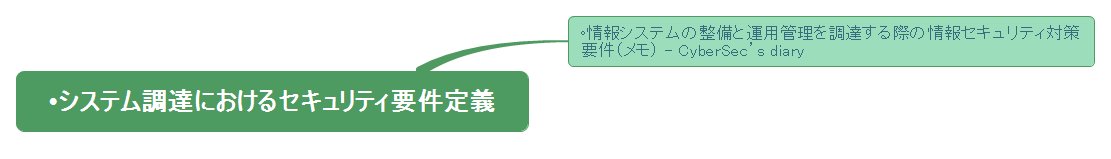 •情報システムの整備と運用管理を調達する際の情報セキュリティ対策
要件(メモ) - CyberSec’s diary
•システム調達におけるセキュリティ要件定義